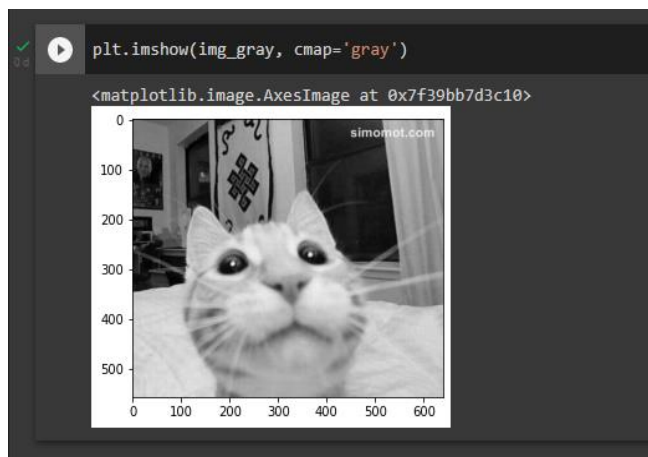 plt.imshow(img_gray, cmap='gray')
<matplotlib.image.AxesImage at 0x7f39bb7d3c10>
simomot.com
0
100
200
300
400
500
0 100 200 300 400 500 600